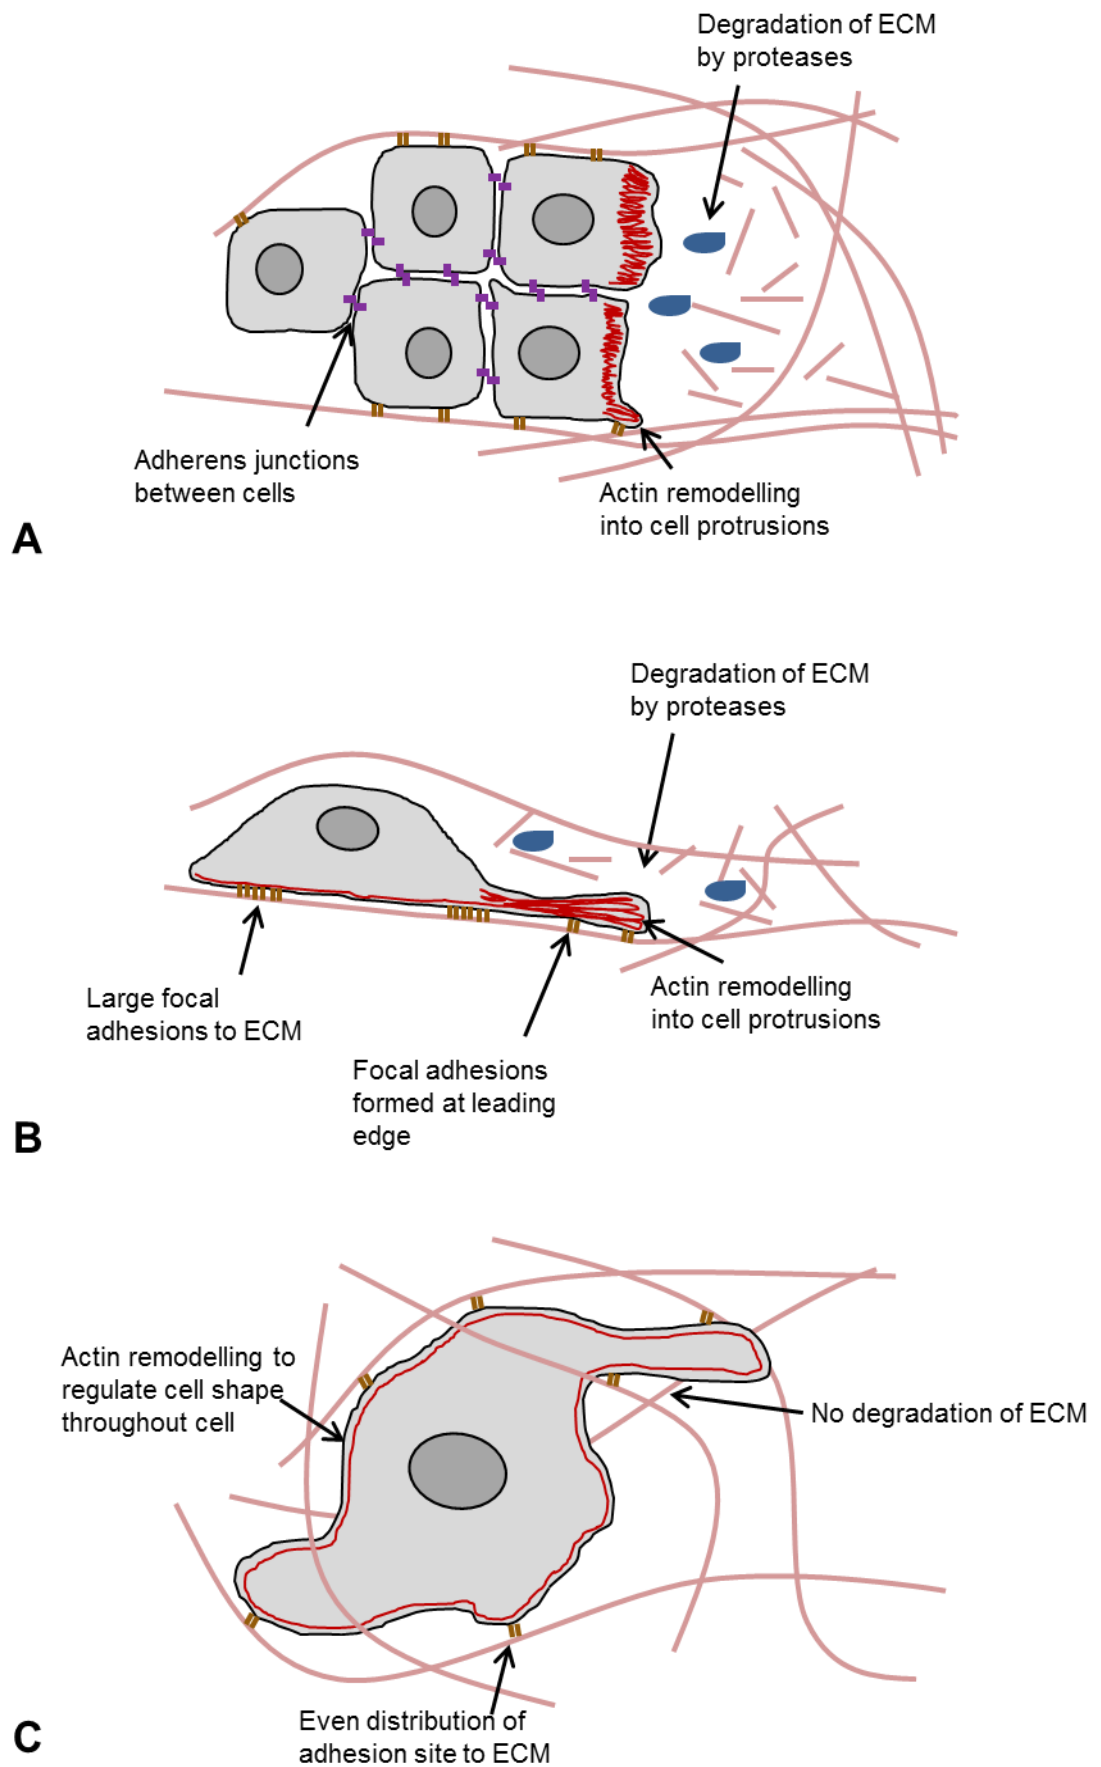 Degradation of ECM
by proteases
Adherens junctions
between cells
Actin remodelling
into cell protrusions
A
Degradation of ECM
by proteases
Large focal
adhesions to ECM
Actin remodelling
into cell protrusions
Focal adhesions
formed at leading
edge
B
Actin remodelling to
regulate cell shape
throughout cell
No degradation of ECM
Even distribution of
adhesion site to ECM
C